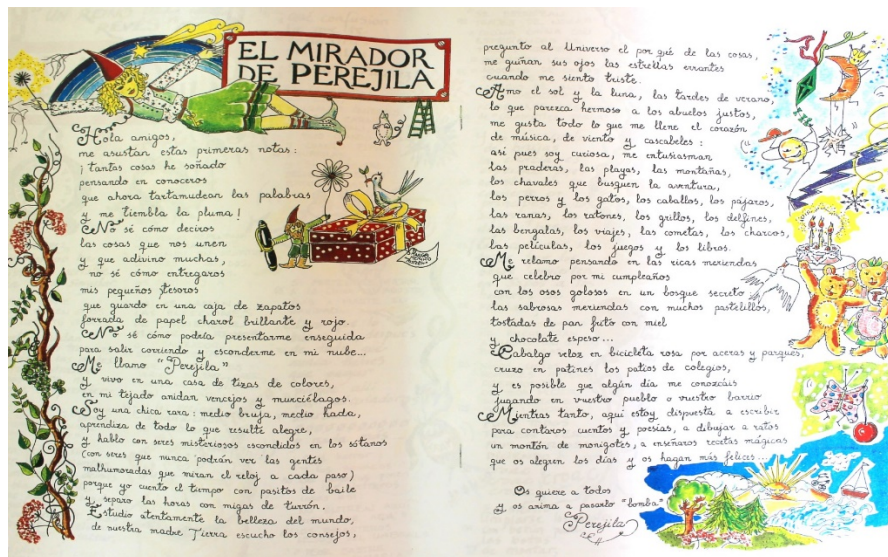 EL MIRADOR
DE PEREJILA
Hola amigos,
me asustan estas primeras notas:
¡tantas cosas he soñado
pensando en conoceros
que ahora tartamudean las palabras
y me tiembla la pluma!
No sé cómo deciros
las cosas que nos unen
y que adivino muchas,
no sé cómo entregaros
mis pequeños tesoros
que guardo en una caja de zapatos
forrada de papel charol brillante y rojo.
No sé cómo podría presentarme enseguida
para salir corriendo y esconderme en mi nube...
Me llamo "Perejila"
y vivo en una casa de tizas de colores,
en mi tejado anidan vencejos y murciélagos.
Soy una chica rara: medio bruja, medio hada,
aprendiza de todo lo que resulte alegre,
y hablo con seres misteriosos escondidos en los sótanos
(con seres que nunca podrán ver las gentes
malhumoradas que miran el reloj a cada paso)
porque yo cuento el tiempo con pasitos de baile
y separo las horas con migas de turrón.
Estudio atentamente la belleza del mundo,
de nuestra madre Tierra escucho los consejos,
pregunto al Universo el por qué de las cosas,
me guiñan sus ojos las estrellas errantes
cuando me siento triste.
Amo el sol y la luna, las tardes de verano,
lo que parezca hermoso a los abuelos justos,
me gusta todo lo que me llene el corazón
de música, de viento y cascabeles:
así pues soy curiosa, me entusiasman
las praderas, las playas, las montañas,
los chavales que busquen la aventura,
los perros y los gatos, los caballos, los pájaros,
las ranas, los ratones, los grillos, los delfines,
las bengalas, los viajes, las cometas, los charcos,
las películas, los juegos y los libros.
Me relamo pensando en las ricas meriendas
que celebro por mi cumpleaños
con los osos golosos en un bosque secreto
las sabrosas meriendas con muchos pastelillos,
tostadas de pan frito con miel
y chocolate espeso...
Cabalgo veloz en bicicleta rosa por aceras y parques,
cruzo en patines los patios de colegios,
y es posible que algún día me conozcáis
jugando en vuestro pueblo o vuestro barrio
Mientras tanto, aquí estoy dispuesta a escribir
para contaros cuentos y poesías, a dibujar a ratos
un montón de monigotes, a enseñaros recetas mágicas
que os alegren los días y os hagan más felices...
Os quiere a todos
y os anima a pasarlo "bomba"
Perejila